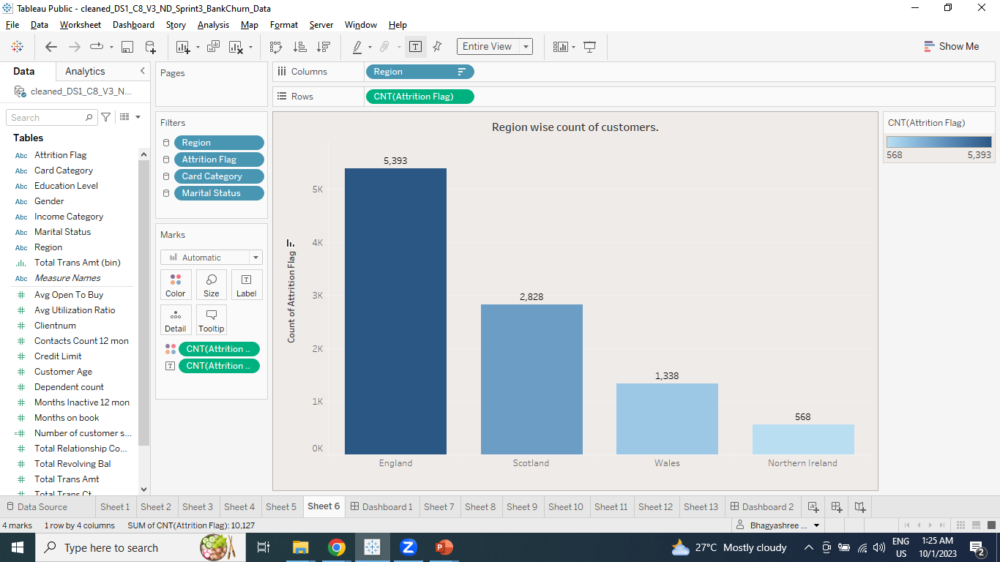 Tableau Public - cleaned_DS1_C8_V3_ND_Sprint3_BankChurn_Data
File Data Worksheet Dashboard Story Analysis Map Format Server Window Help
Entire View
Show Me
Data Analytics
cleaned_DS1_C8_V3_N...
Search
Tables
Abc Attrition Flag
Abc Card Category
Abc Education Level
Abc Gender
Abc Income Category
Abc Marital Status
Abc Region
Total Trans Amt (bin)
Abc Measure Names
# Avg Open To Buy
# Avg Utilization Ratio
# Clientnum
# Contacts Count 12 mon
# Credit Limit
# Customer Age
# Dependent count
# Months Inactive 12 mon
# Months on book
=# Number of customer s...
# Total Relationship Co...
# Total Revolving Bal
# Total Trans Amt
# Total Trans Ct
Pages
Filters
Region
Attrition Flag
Card Category
Marital Status
Marks
Automatic
Color Size Label
Detail Tooltip
CNT(Attrition ..
CNT(Attrition ..
Columns Region
Rows CNT(Attrition Flag)
Region wise count of customers.
Count of Attrition Flag
5K
4K
3K
2K
1K
0K
5,393
2,828
1,338
568
England Scotland Wales Northern Ireland
CNT(Attrition Flag)
568 5,393
Data Source Sheet 1 Sheet 2 Sheet 3 Sheet 4 Sheet 5 Sheet 6 Dashboard 1 Sheet 7 Sheet 8 Sheet 9 Sheet 10 Sheet 11 Sheet 12 Sheet 13 Dashboard 2
4 marks 1 row by 4 columns SUM of CNT(Attrition Flag): 10,127
Bhagyashree ...
Type here to search
27°C Mostly cloudy
ENG
US
1:25 AM
10/1/2023
2